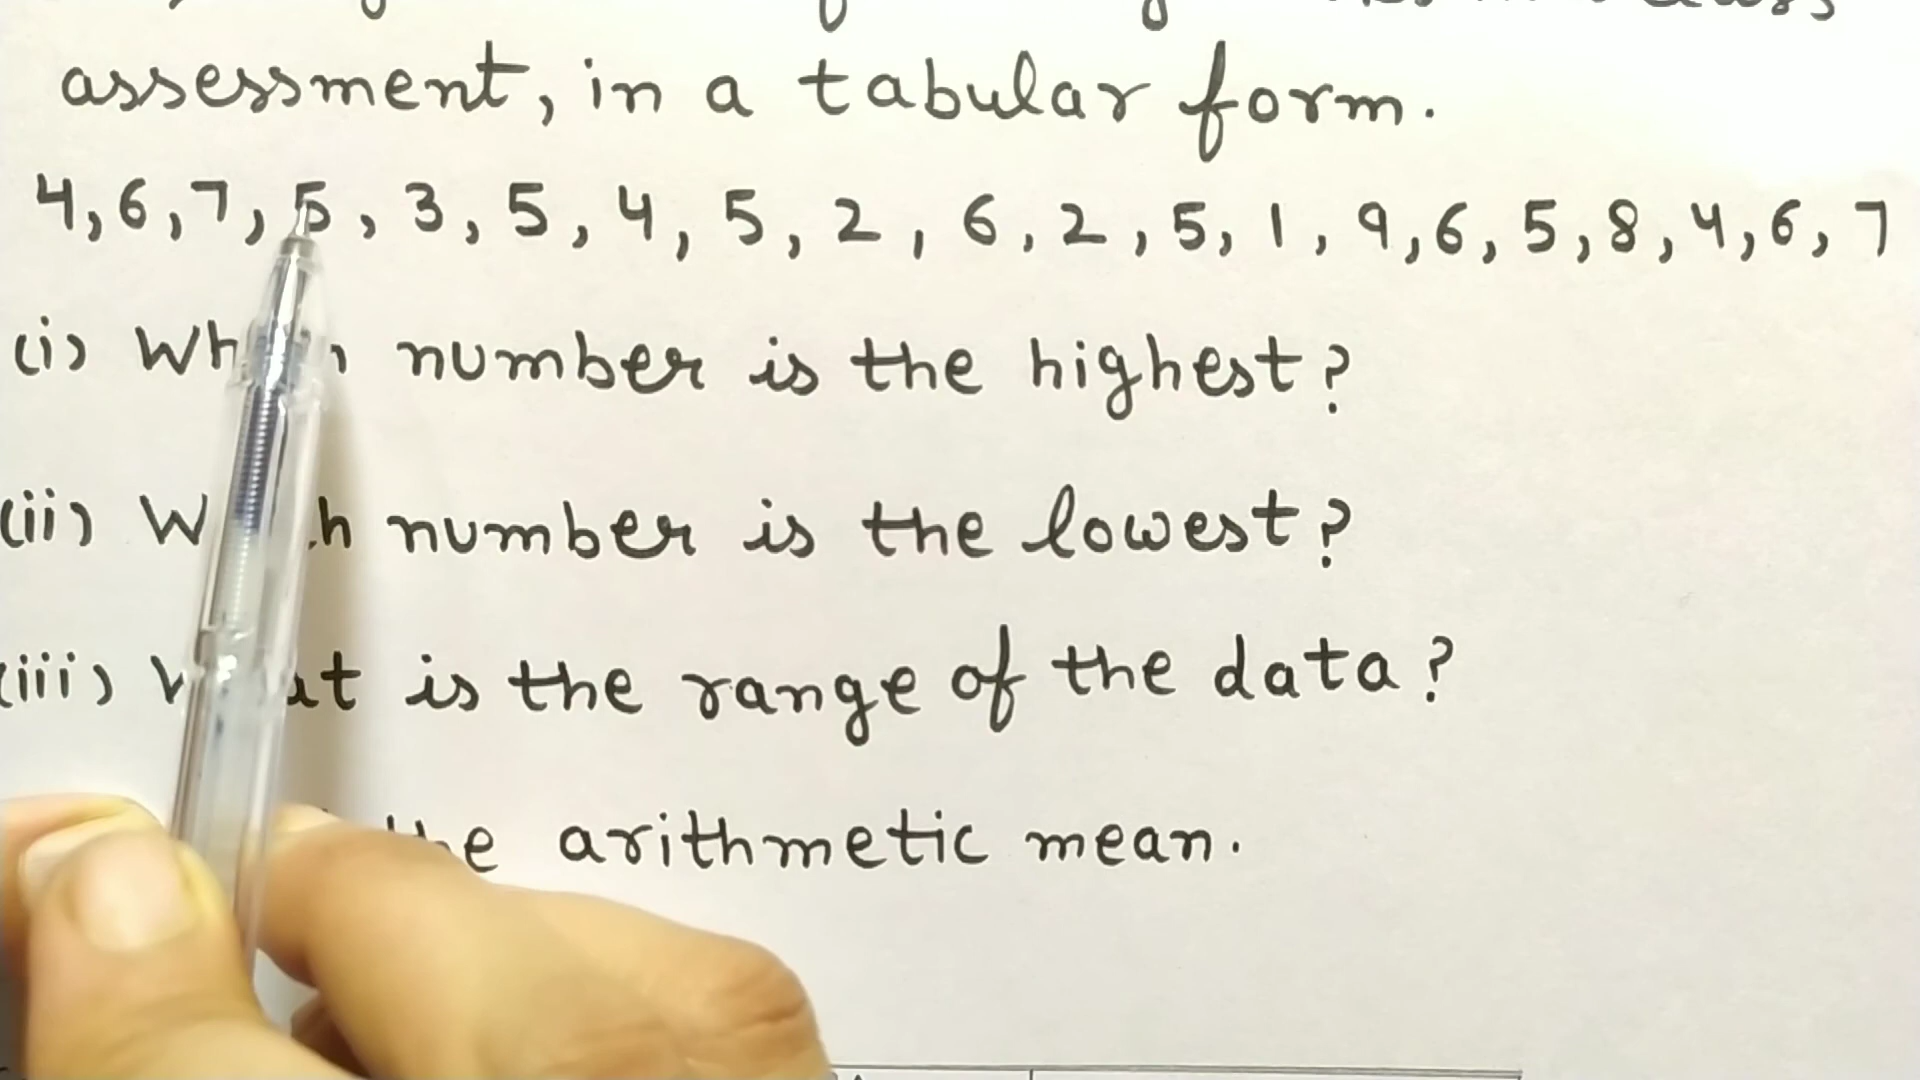 assessment, in a tabular form.
4, 6, 7, 5, 3, 5, 4, 5, 2, 6, 2, 5, 1, 9, 6, 5, 8, 4, 6, 7
(i) number is the highest?
(ii) number is the lowest?
(iii) is the range of the data?
arithmetic mean.